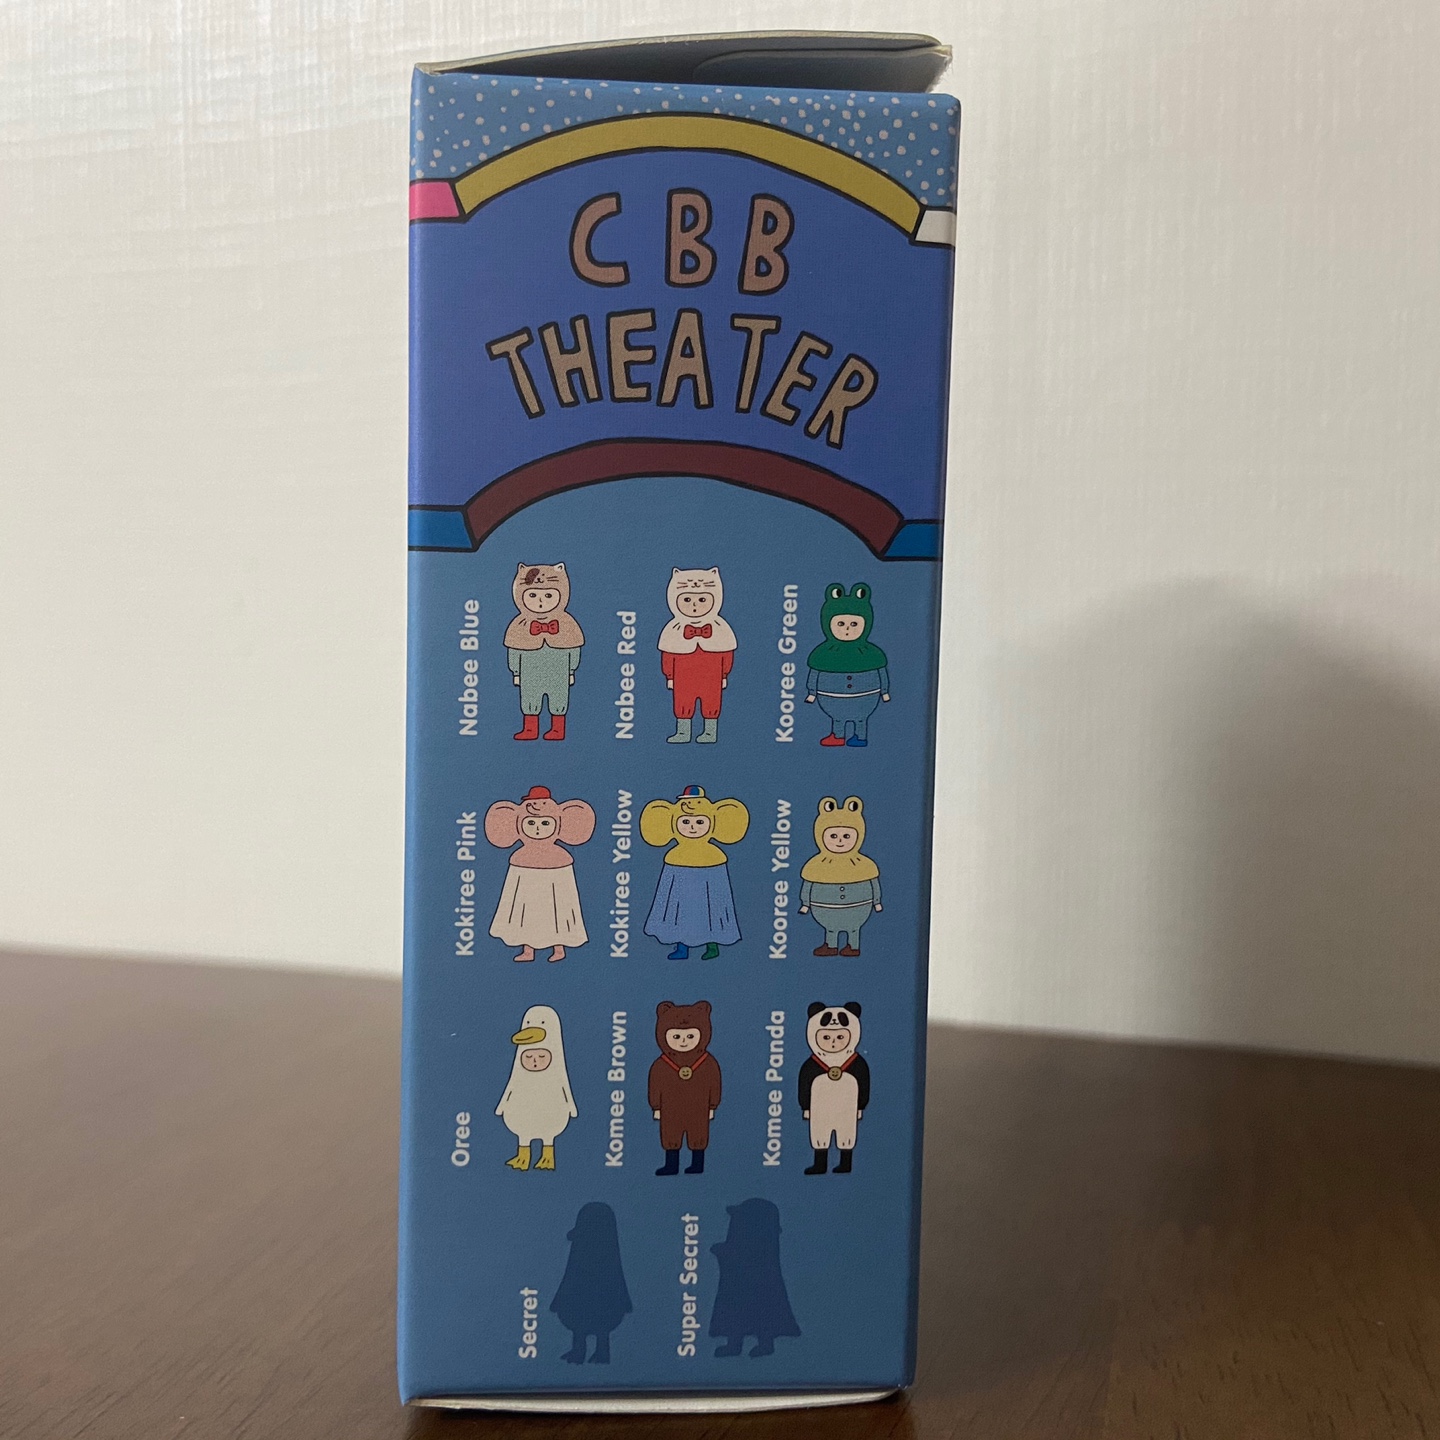 CBB
THEATER
Nabee Blue
Nabee Red
Kooree Green
Kokiree Pink
Kokiree Yellow
Kooree Yellow
Oree
Komee Brown
Komee Panda
Secret
Super Secret